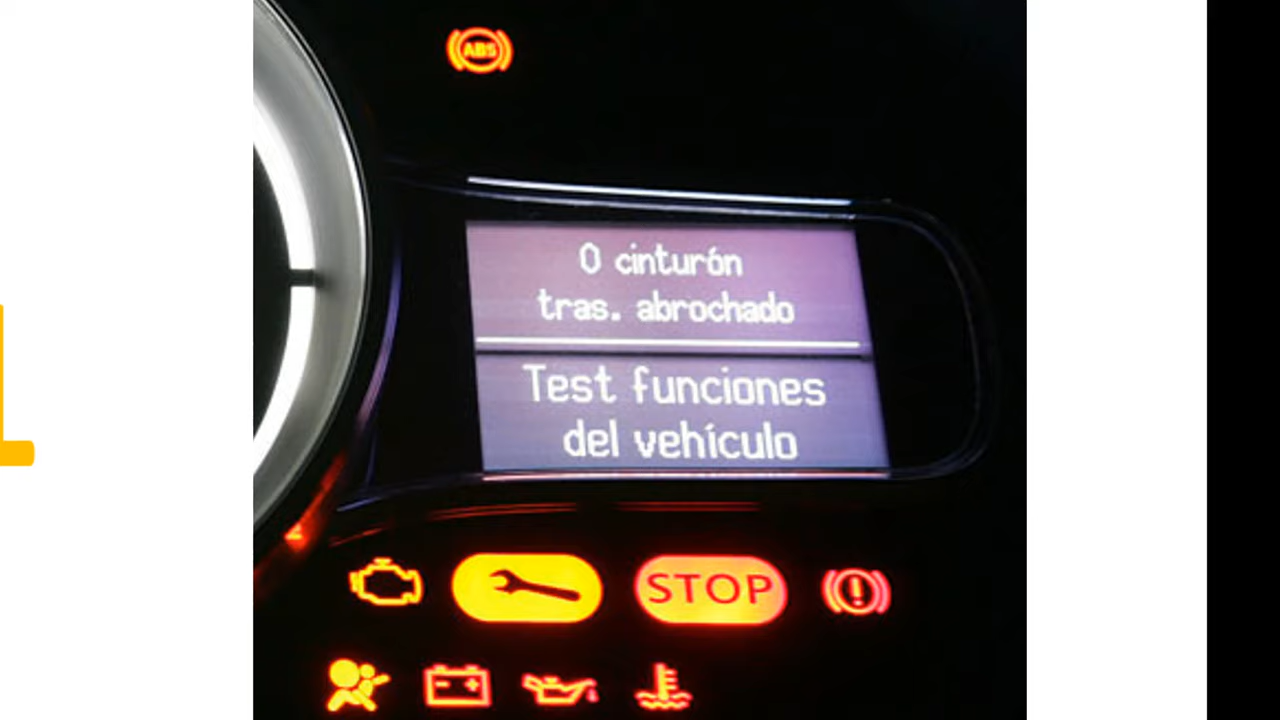 ABS
0 cinturón
tras. abrochado
Test funciones
del vehículo
STOP